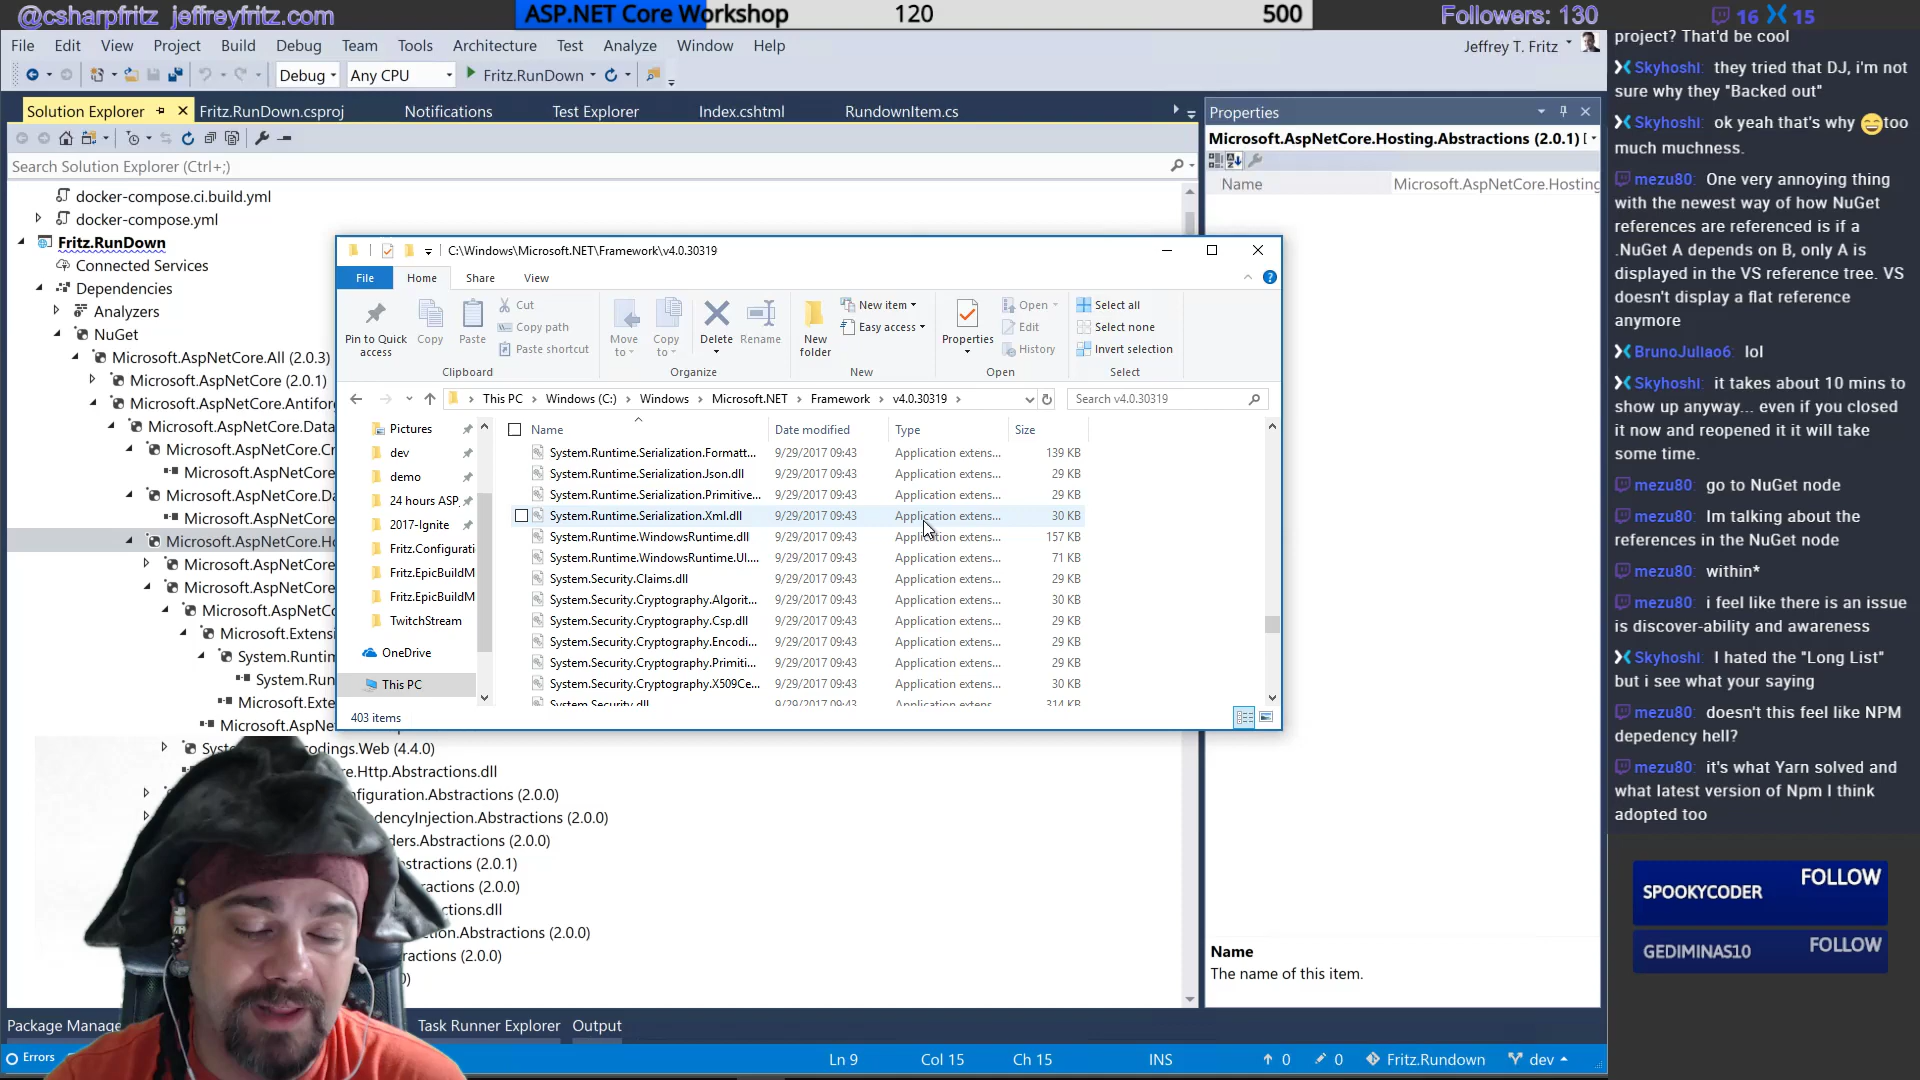 @csharpfritz jeffreyfritz.com
ASP.NET Core Workshop 120 500
Followers: 130 16 15
File Edit View Project Build Debug Team Tools Architecture Test Analyze Window Help
Jeffrey T. Fritz
Debug Any CPU Fritz.RunDown
Solution Explorer Fritz.RunDown.csproj Notifications Test Explorer Index.cshtml RundownItem.cs
Search Solution Explorer (Ctrl+;)
docker-compose.ci.build.yml
docker-compose.yml
Fritz.RunDown
Connected Services
Dependencies
Analyzers
NuGet
Microsoft.AspNetCore.All (2.0.3)
Microsoft.AspNetCore (2.0.1)
Microsoft.AspNetCore.Antifor
Microsoft.AspNetCore.Data
Microsoft.AspNetCore.Cr
Microsoft.AspNetCore
Microsoft.AspNetCore.Da
Microsoft.AspNetCore
Microsoft.AspNetCore.Ho
Microsoft.AspNetCore
Microsoft.AspNetCore
Microsoft.AspNetC
Microsoft.Extens
System.Runtim
System.Run
Microsoft.Exte
Microsoft.AspN
Syst
codings.Web (4.4.0)
e.Http.Abstractions.dll
figuration.Abstractions (2.0.0)
dencyInjection.Abstractions (2.0.0)
ders.Abstractions (2.0.0)
bstractions (2.0.1)
ractions (2.0.0)
ctions.dll
ion.Abstractions (2.0.0)
ractions (2.0.0)
)
C:\Windows\Microsoft.NET\Framework\v4.0.30319
File Home Share View
Pin to Quick access
Copy
Paste
Cut
Copy path
Paste shortcut
Clipboard
Move to
Copy to
Delete
Rename
Organize
New folder
New item
Easy access
New
Properties
Open
Edit
History
Open
Select all
Select none
Invert selection
Select
This PC Windows (C:) Windows Microsoft.NET Framework v4.0.30319
Search v4.0.30319
Pictures
dev
demo
24 hours ASP.
2017-Ignite
Fritz.Configurati
Fritz.EpicBuildM
Fritz.EpicBuildM
TwitchStream
OneDrive
This PC
Name Date modified Type Size
System.Runtime.Serialization.Formatt... 9/29/2017 09:43 Application extens... 139 KB
System.Runtime.Serialization.Json.dll 9/29/2017 09:43 Application extens... 29 KB
System.Runtime.Serialization.Primitive... 9/29/2017 09:43 Application extens... 29 KB
System.Runtime.Serialization.Xml.dll 9/29/2017 09:43 Application extens... 30 KB
System.Runtime.WindowsRuntime.dll 9/29/2017 09:43 Application extens... 157 KB
System.Runtime.WindowsRuntime.UI.... 9/29/2017 09:43 Application extens... 71 KB
System.Security.Claims.dll 9/29/2017 09:43 Application extens... 29 KB
System.Security.Cryptography.Algorit... 9/29/2017 09:43 Application extens... 30 KB
System.Security.Cryptography.Csp.dll 9/29/2017 09:43 Application extens... 29 KB
System.Security.Cryptography.Encodi... 9/29/2017 09:43 Application extens... 29 KB
System.Security.Cryptography.Primiti... 9/29/2017 09:43 Application extens... 29 KB
System.Security.Cryptography.X509Ce... 9/29/2017 09:43 Application extens... 30 KB
System.Security.dll 9/29/2017 09:43 Application extens... 314 KB
403 items
Properties
Microsoft.AspNetCore.Hosting.Abstractions (2.0.1) [
Name Microsoft.AspNetCore.Hosting
Name
The name of this item.
Package Manage
Task Runner Explorer Output
Errors
Ln 9 Col 15 Ch 15 INS 0 0 Fritz.Rundown dev
project? That'd be cool
Skyhoshi: they tried that DJ, i'm not
sure why they "Backed out"
Skyhoshi: ok yeah that's why too
much muchness.
mezu80: One very annoying thing
with the newest way of how NuGet
references are referenced is if a
.NuGet A depends on B, only A is
displayed in the VS reference tree. VS
doesn't display a flat reference
anymore
BrunoJuliao6: lol
Skyhoshi: it takes about 10 mins to
show up anyway... even if you closed
it now and reopened it it will take
some time.
mezu80: go to NuGet node
mezu80: Im talking about the
references in the NuGet node
mezu80: within*
mezu80: i feel like there is an issue
is discover-ability and awareness
Skyhoshi: I hated the "Long List"
but i see what your saying
mezu80: doesn't this feel like NPM
depedency hell?
mezu80: it's what Yarn solved and
what latest version of Npm I think
adopted too
SPOOKYCODER FOLLOW
GEDIMINAS10 FOLLOW